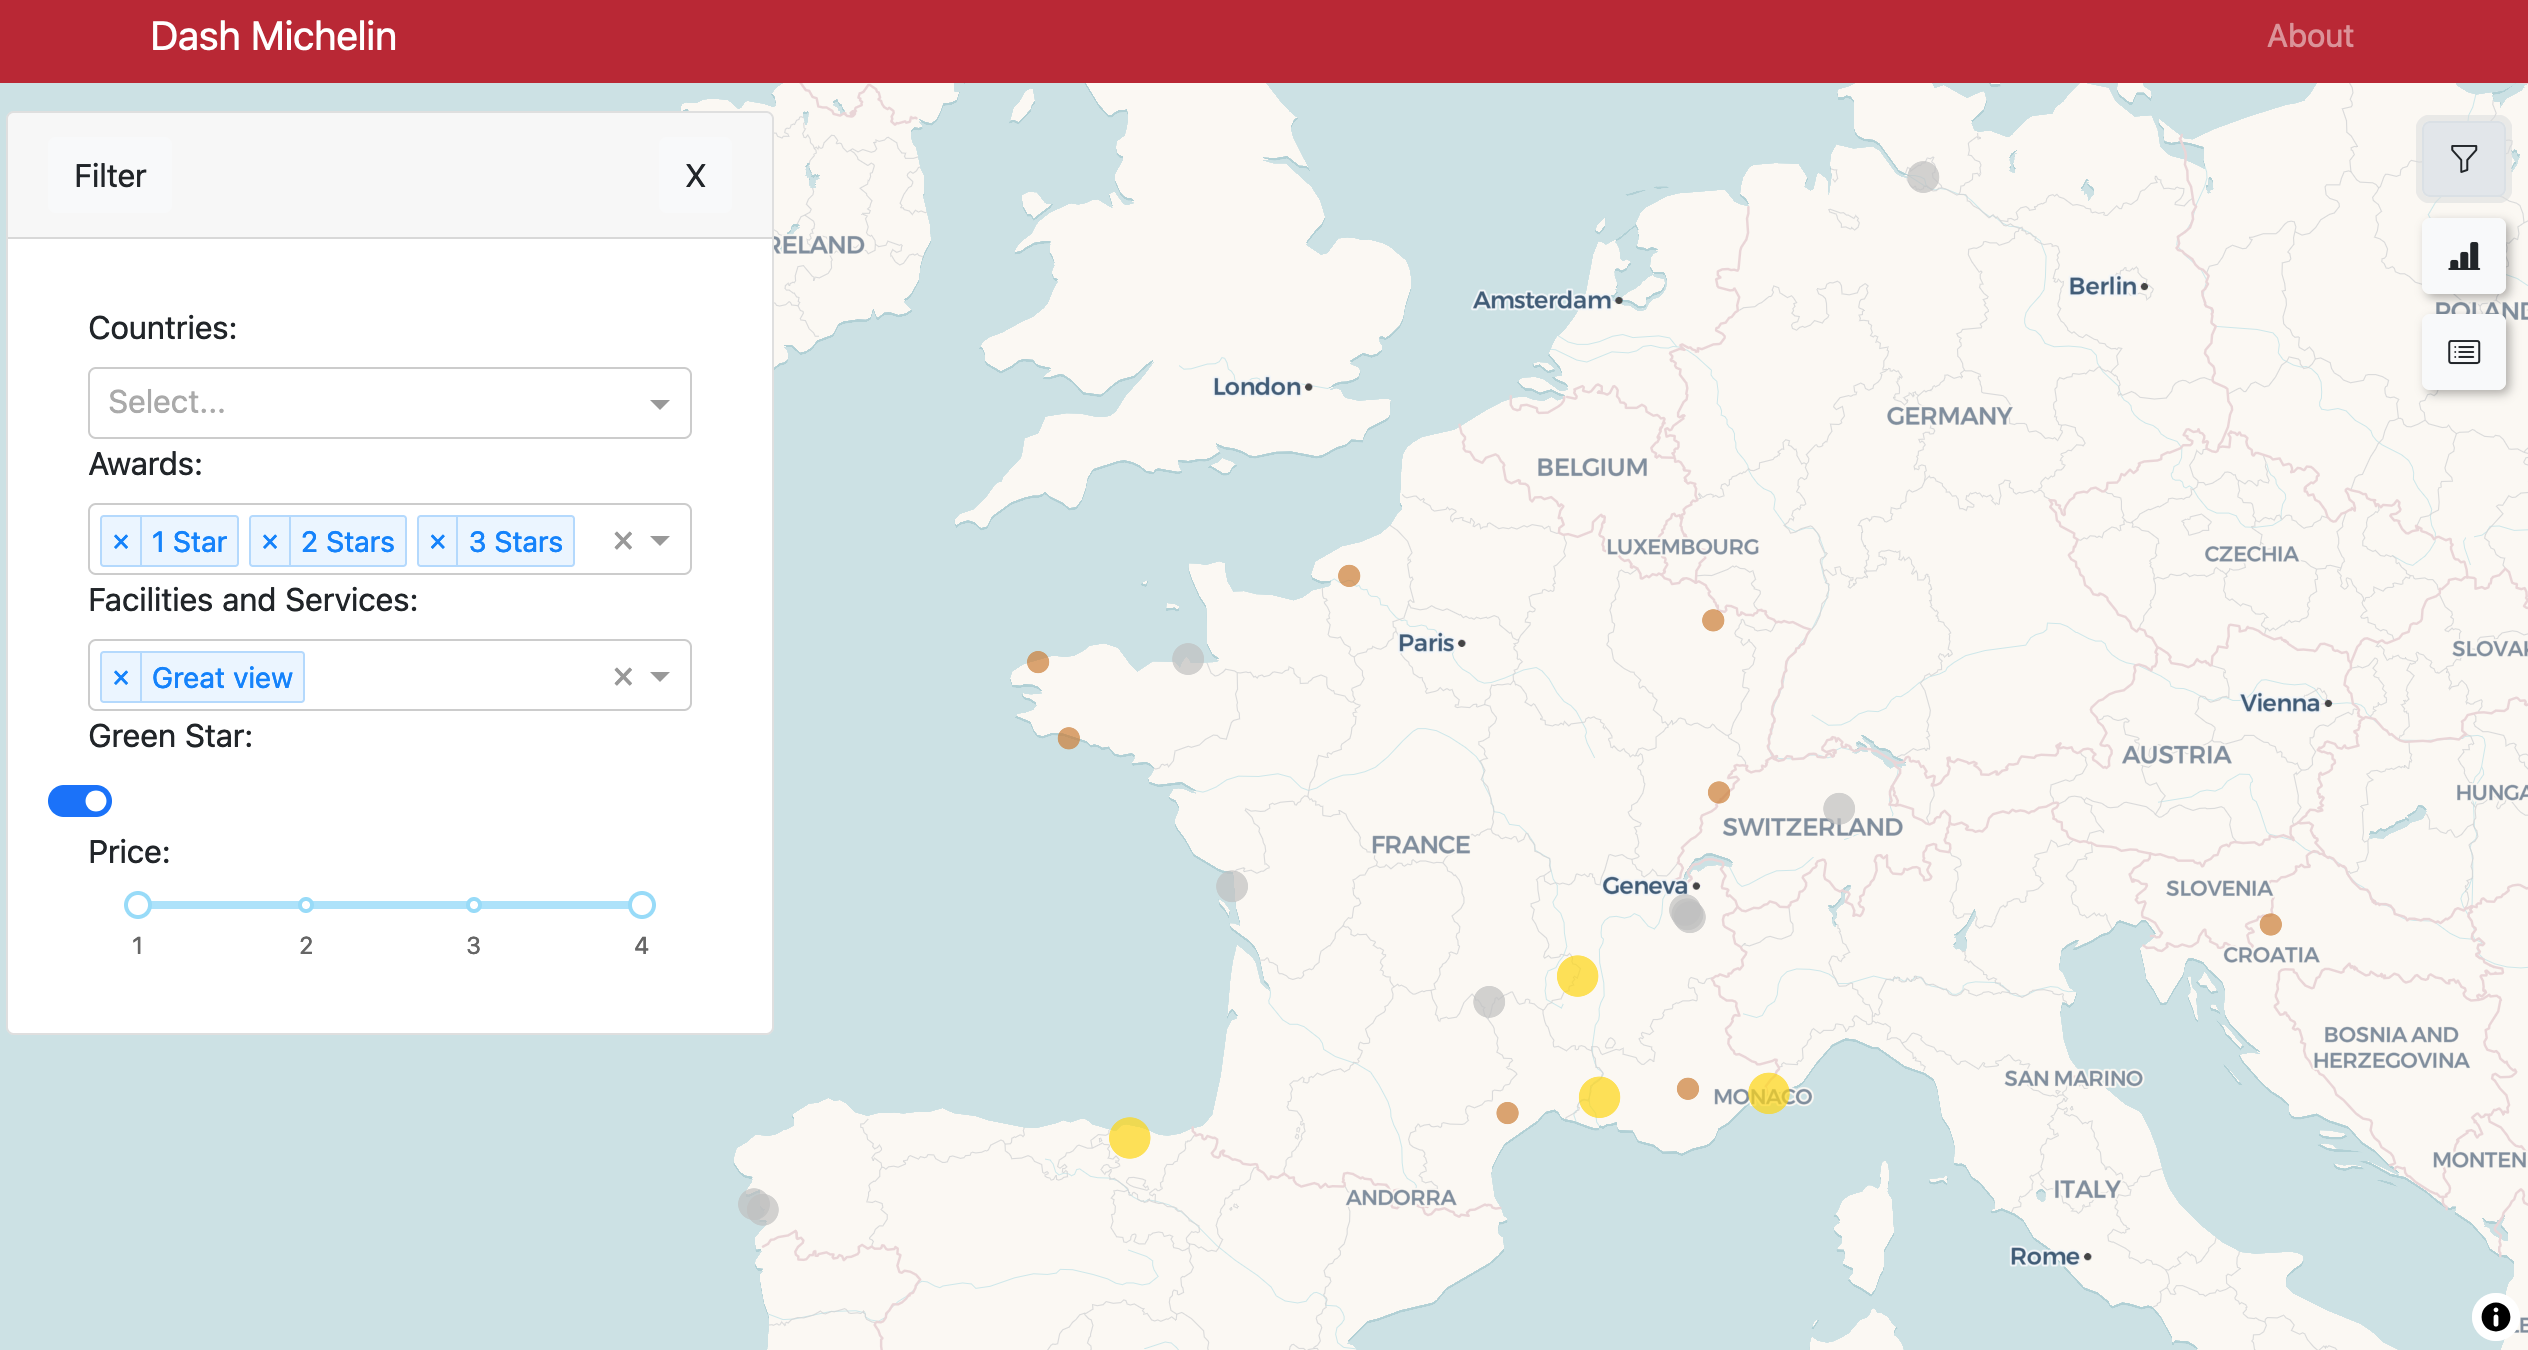 Dash Michelin
About
Filter
X
Countries:
Select...
Awards:
× 1 Star × 2 Stars × 3 Stars ×
Facilities and Services:
× Great view ×
Green Star:
Price:
1 2 3 4
RELAND
Amsterdam
Berlin
POLAND
London
GERMANY
BELGIUM
LUXEMBOURG
CZECHIA
Paris
SLOVAK
Vienna
AUSTRIA
HUNGA
SWITZERLAND
FRANCE
Geneva
SLOVENIA
CROATIA
BOSNIA AND
HERZEGOVINA
SAN MARINO
MONACO
MONTEN
ITALY
ANDORRA
Rome